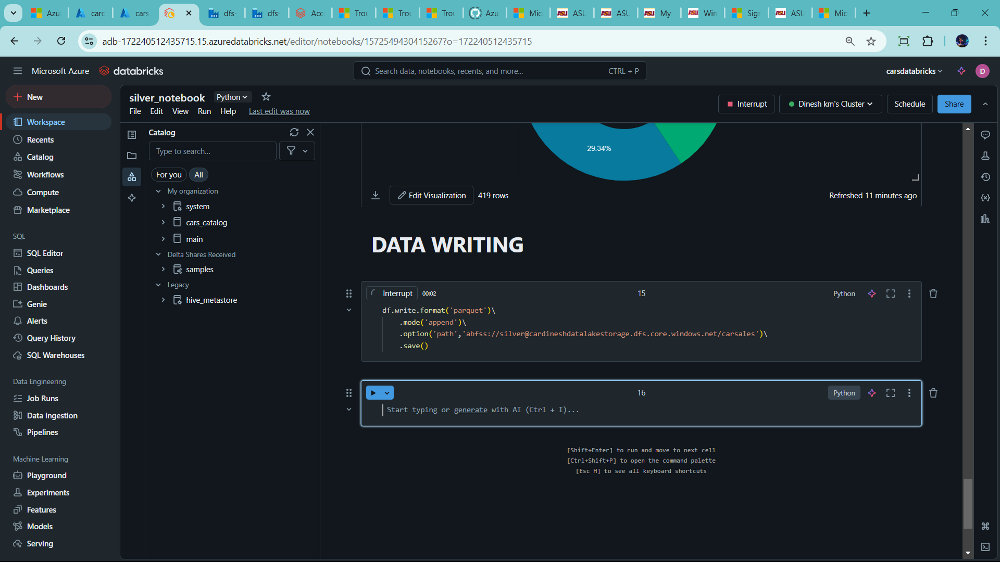 Azu
card
cars
dfs-
dfs-
Acc
Trou
Trou
Trou
Azu
Mic
ASU
ASU
My
Win
Sigr
ASU
Mic
adb-172240512435715.15.azuredatabricks.net/editor/notebooks/1572549430415267?o=172240512435715
Microsoft Azure databricks
Search data, notebooks, recents, and more... CTRL + P
carsdatabricks
D
New
Workspace
Recents
Catalog
Workflows
Compute
Marketplace
SQL
SQL Editor
Queries
Dashboards
Genie
Alerts
Query History
SQL Warehouses
Data Engineering
Job Runs
Data Ingestion
Pipelines
Machine Learning
Playground
Experiments
Features
Models
Serving
silver_notebook Python
File Edit View Run Help Last edit was now
Interrupt Dinesh km's Cluster Schedule Share
Catalog
Type to search...
For you All
My organization
system
cars_catalog
main
Delta Shares Received
samples
Legacy
hive_metastore
29.34%
Edit Visualization 419 rows Refreshed 11 minutes ago
DATA WRITING
Interrupt 00:02 15 Python
df.write.format('parquet')\
.mode('append')\
.option('path','abfss://silver@cardineshdatalakestorage.dfs.core.windows.net/carsales')\
.save()
16 Python
Start typing or generate with AI (Ctrl + I)...
[Shift+Enter] to run and move to next cell
[Ctrl+Shift+P] to open the command palette
[Esc H] to see all keyboard shortcuts